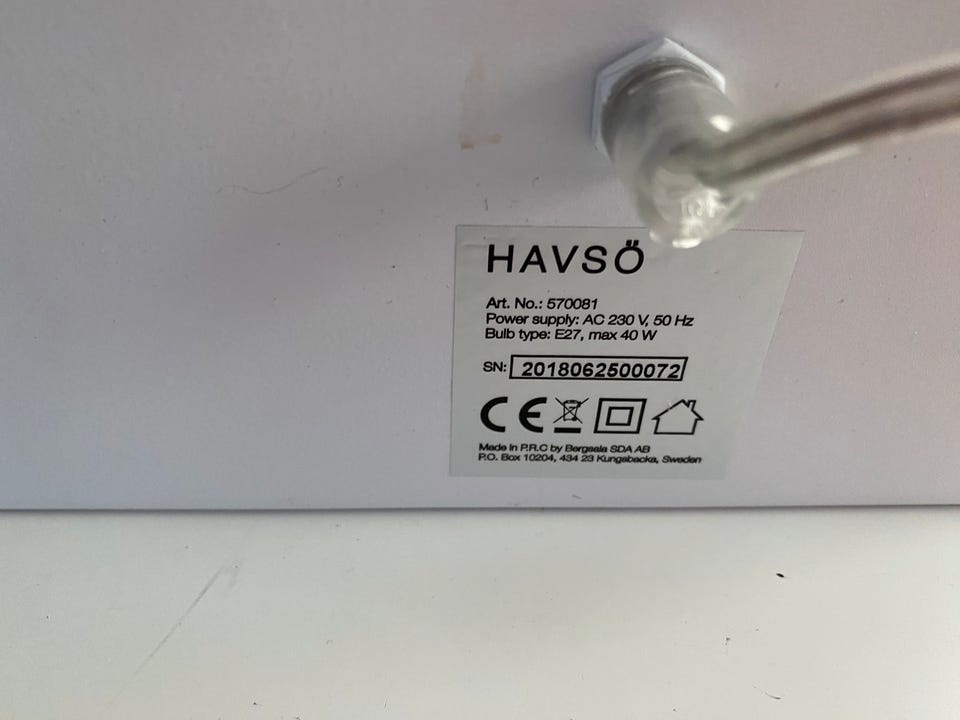 HAVSÖ
Art. No.: 570081
Power supply: AC 230 V, 50 Hz
Bulb type: E27, max 40 W
SN: 2018062500072
CE
Made in P.R.C by Bergsala SDA AB
P.O. Box 10204, 434 23 Kungsbacka, Sweden